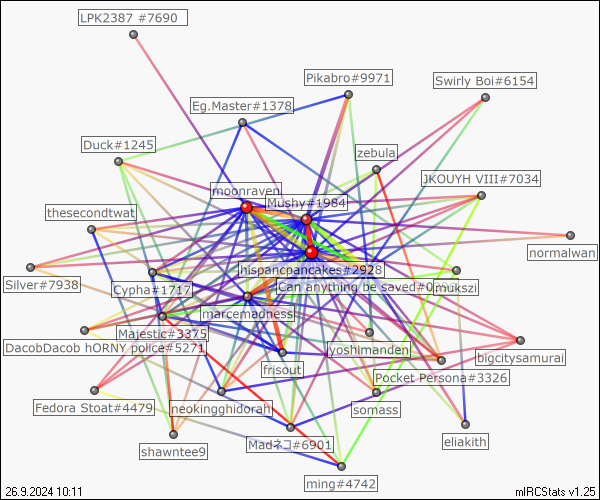 LPK2387 #7690
Pikabro#9971
Swirly Boi#6154
Eg.Master#1378
Duck#1245
zebula
JKOUYH VIII#7034
moonraven
Mushy#1984
thesecondtwat
normalwan
hispancpancakes#2928
Silver#7938
Cypha#1717
Can anything be saved#0
mukszi
marcemadness
Majestic#3375
DacobDacob hORNY police#5271
yoshimanden
bigcitysamurai
frisout
Pocket Persona#3326
Fedora Stoat#4479
neokingghidorah
somass
shawntee9
Madネコ#6901
eliakith
ming#4742
26.9.2024 10:11
mIRCStats v1.25